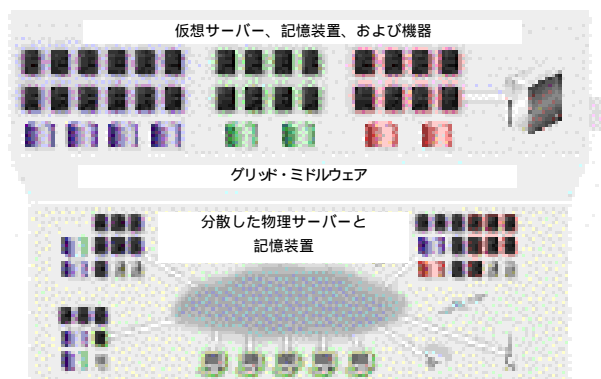 仮想サーバー、記憶装置、および機器
グリッド・ミドルウェア
分散した物理サーバーと
記憶装置